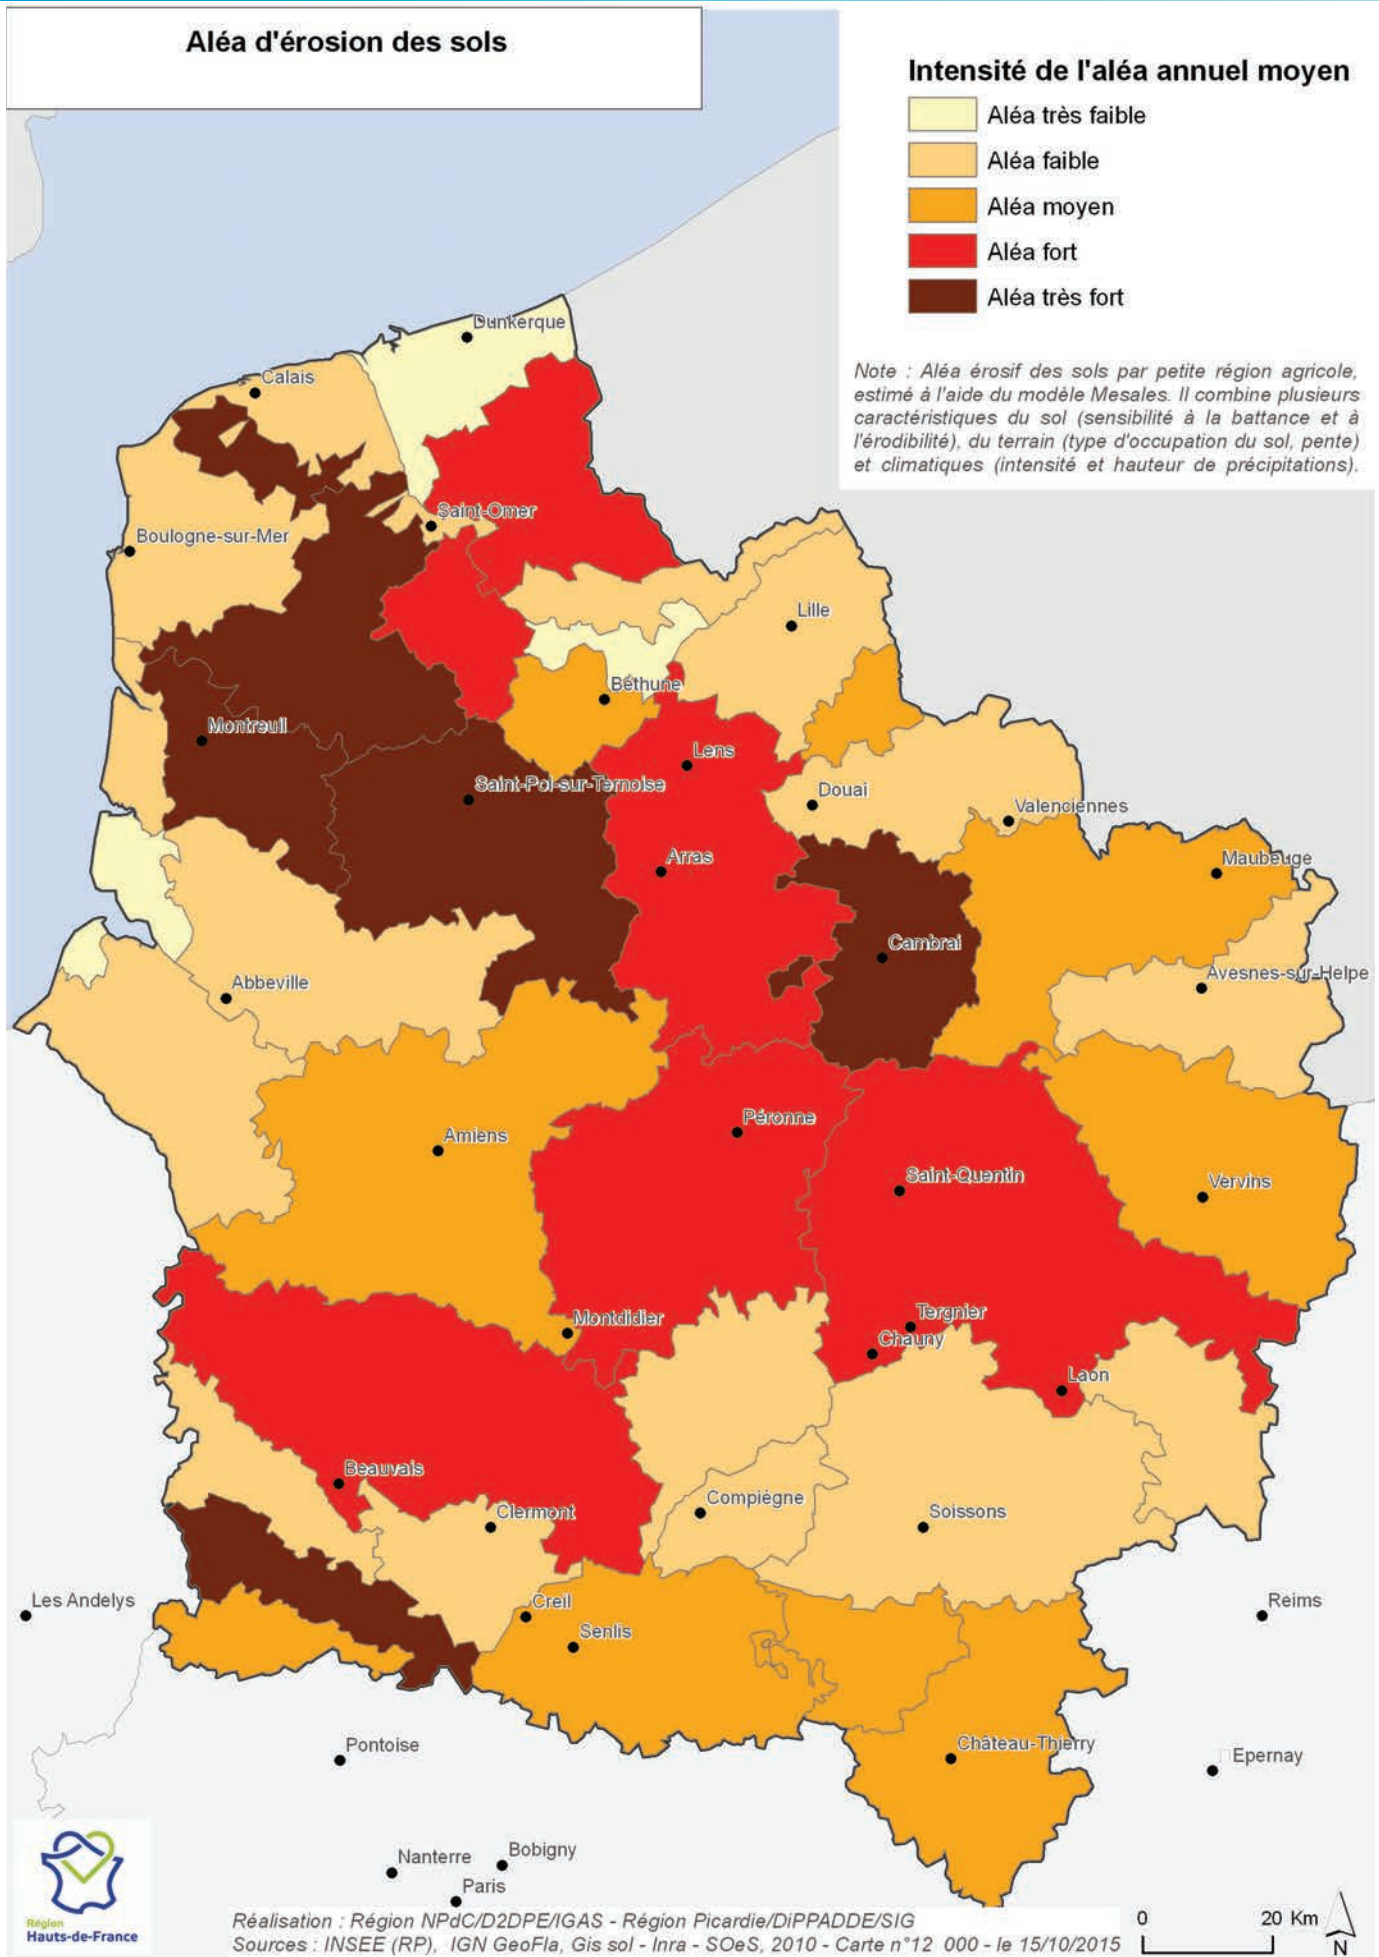 Aléa d'érosion des sols
Intensité de l'aléa annuel moyen
Aléa très faible
Aléa faible
Aléa moyen
Aléa fort
Aléa très fort
Note : Aléa érosif des sols par petite région agricole,
estimé à l'aide du modèle Mesales. Il combine plusieurs
caractéristiques du sol (sensibilité à la battance et à
l'érodibilité), du terrain (type d'occupation du sol, pente)
et climatiques (intensité et hauteur de précipitations).
Dunkerque
Calais
Saint-Omer
Boulogne-sur-Mer
Lille
Béthune
Montreuil
Lens
Saint-Pol-sur-Ternoise
Douai
Valenciennes
Arras
Maubeuge
Cambrai
Avesnes-sur-Helpe
Abbeville
Péronne
Amiens
Saint-Quentin
Vervins
Tergnier
Montdidier
Chauny
Laon
Beauvais
Compiègne
Clermont
Soissons
Les Andelys
Creil
Reims
Senlis
Pontoise
Château-Thierry
Epernay
Nanterre
Bobigny
Paris
Région
Hauts-de-France
Réalisation : Région NPdC/D2DPE/IGAS - Région Picardie/DiPPADDE/SIG
Sources : INSEE (RP), IGN GeoFla, Gis sol - Inra - SOeS, 2010 - Carte n°12 000 - le 15/10/2015
0 20 Km
N